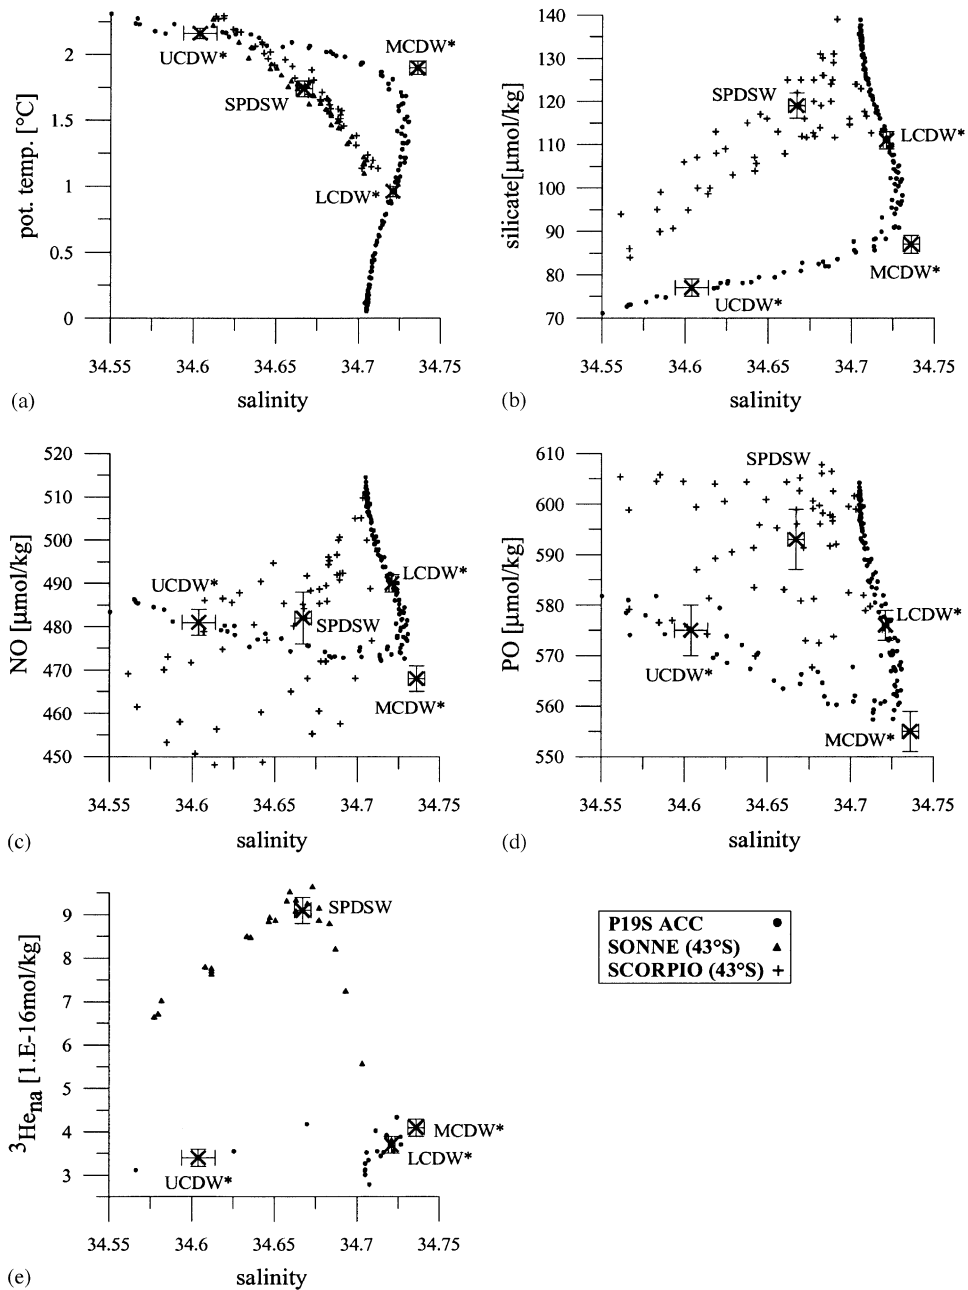 2
1.5
1
0.5
0
pot. temp. [°C]
UCDW*
MCDW*
SPDSW
LCDW*
34.55 34.6 34.65 34.7 34.75
(a) salinity
140
130
120
110
100
90
80
70
silicate[µmol/kg]
SPDSW
LCDW*
MCDW*
UCDW*
34.55 34.6 34.65 34.7 34.75
(b) salinity
520
510
500
490
480
470
460
450
NO [µmol/kg]
UCDW*
LCDW*
SPDSW
MCDW*
34.55 34.6 34.65 34.7 34.75
(c) salinity
610
600
590
580
570
560
550
PO [µmol/kg]
SPDSW
LCDW*
UCDW*
MCDW*
34.55 34.6 34.65 34.7 34.75
(d) salinity
9
8
7
6
5
4
3
³Hena [1.E-16mol/kg]
SPDSW
MCDW*
LCDW*
UCDW*
34.55 34.6 34.65 34.7 34.75
(e) salinity
P19S ACC
SONNE (43°S)
SCORPIO (43°S)